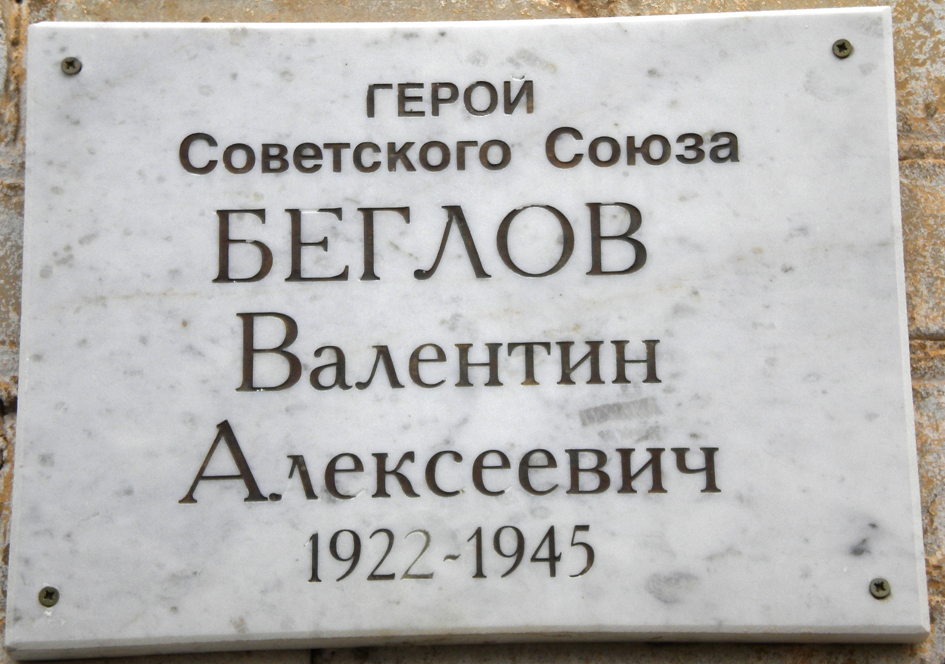 ГЕРОЙ
Советского Союза
БЕГЛОВ
Валентин
Алексеевич
1922-1945